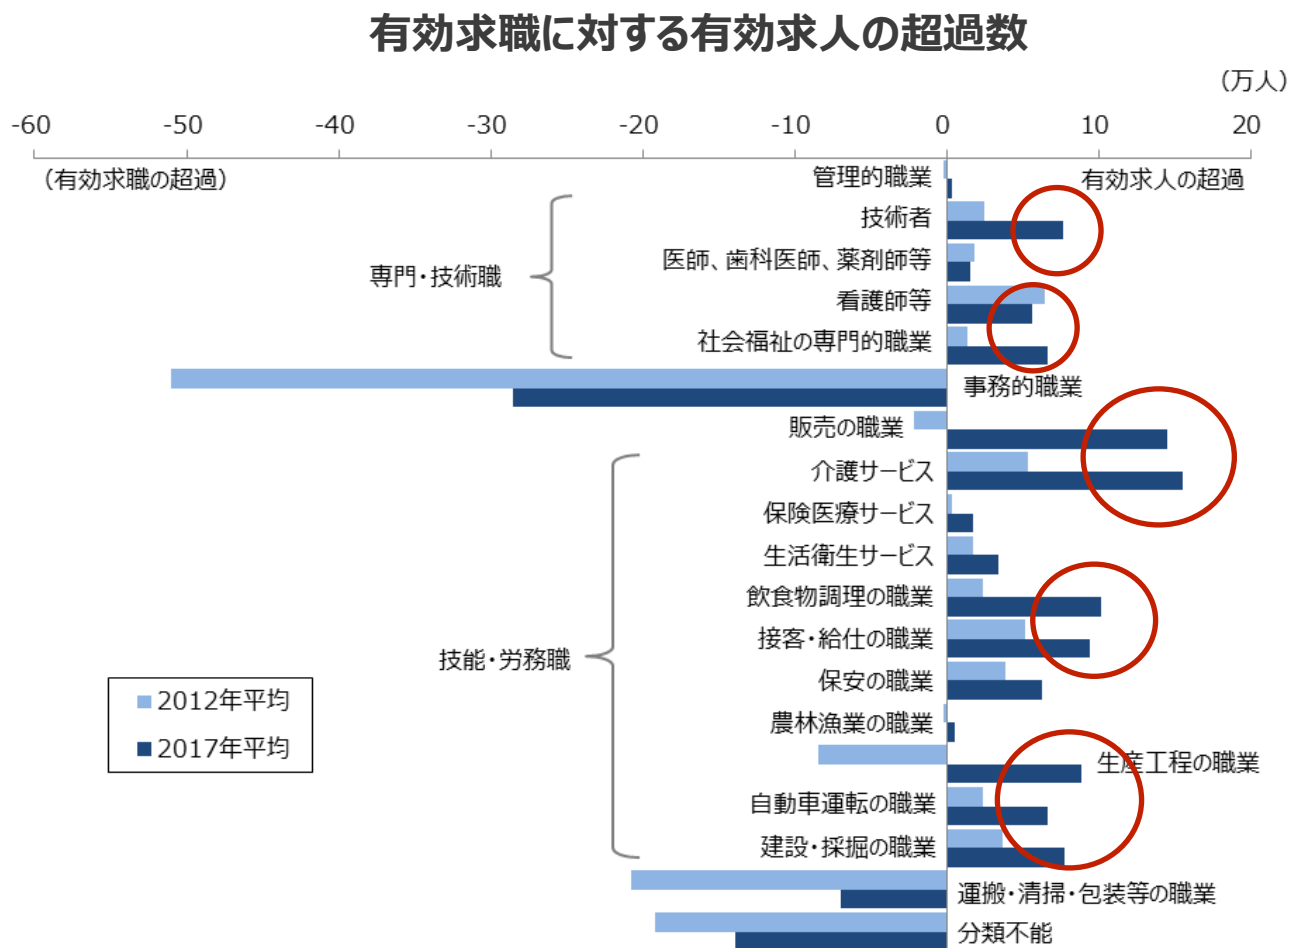 有効求職に対する有効求人の超過数
（万人）
-60 -50 -40 -30 -20 -10 0 10 20
（有効求職の超過）
有効求人の超過
管理的職業
技術者
医師、歯科医師、薬剤師等
専門・技術職
看護師等
社会福祉の専門的職業
事務的職業
販売の職業
介護サービス
保険医療サービス
生活衛生サービス
飲食物調理の職業
接客・給仕の職業
技能・労務職
保安の職業
農林漁業の職業
生産工程の職業
自動車運転の職業
建設・採掘の職業
運搬・清掃・包装等の職業
分類不能
2012年平均
2017年平均